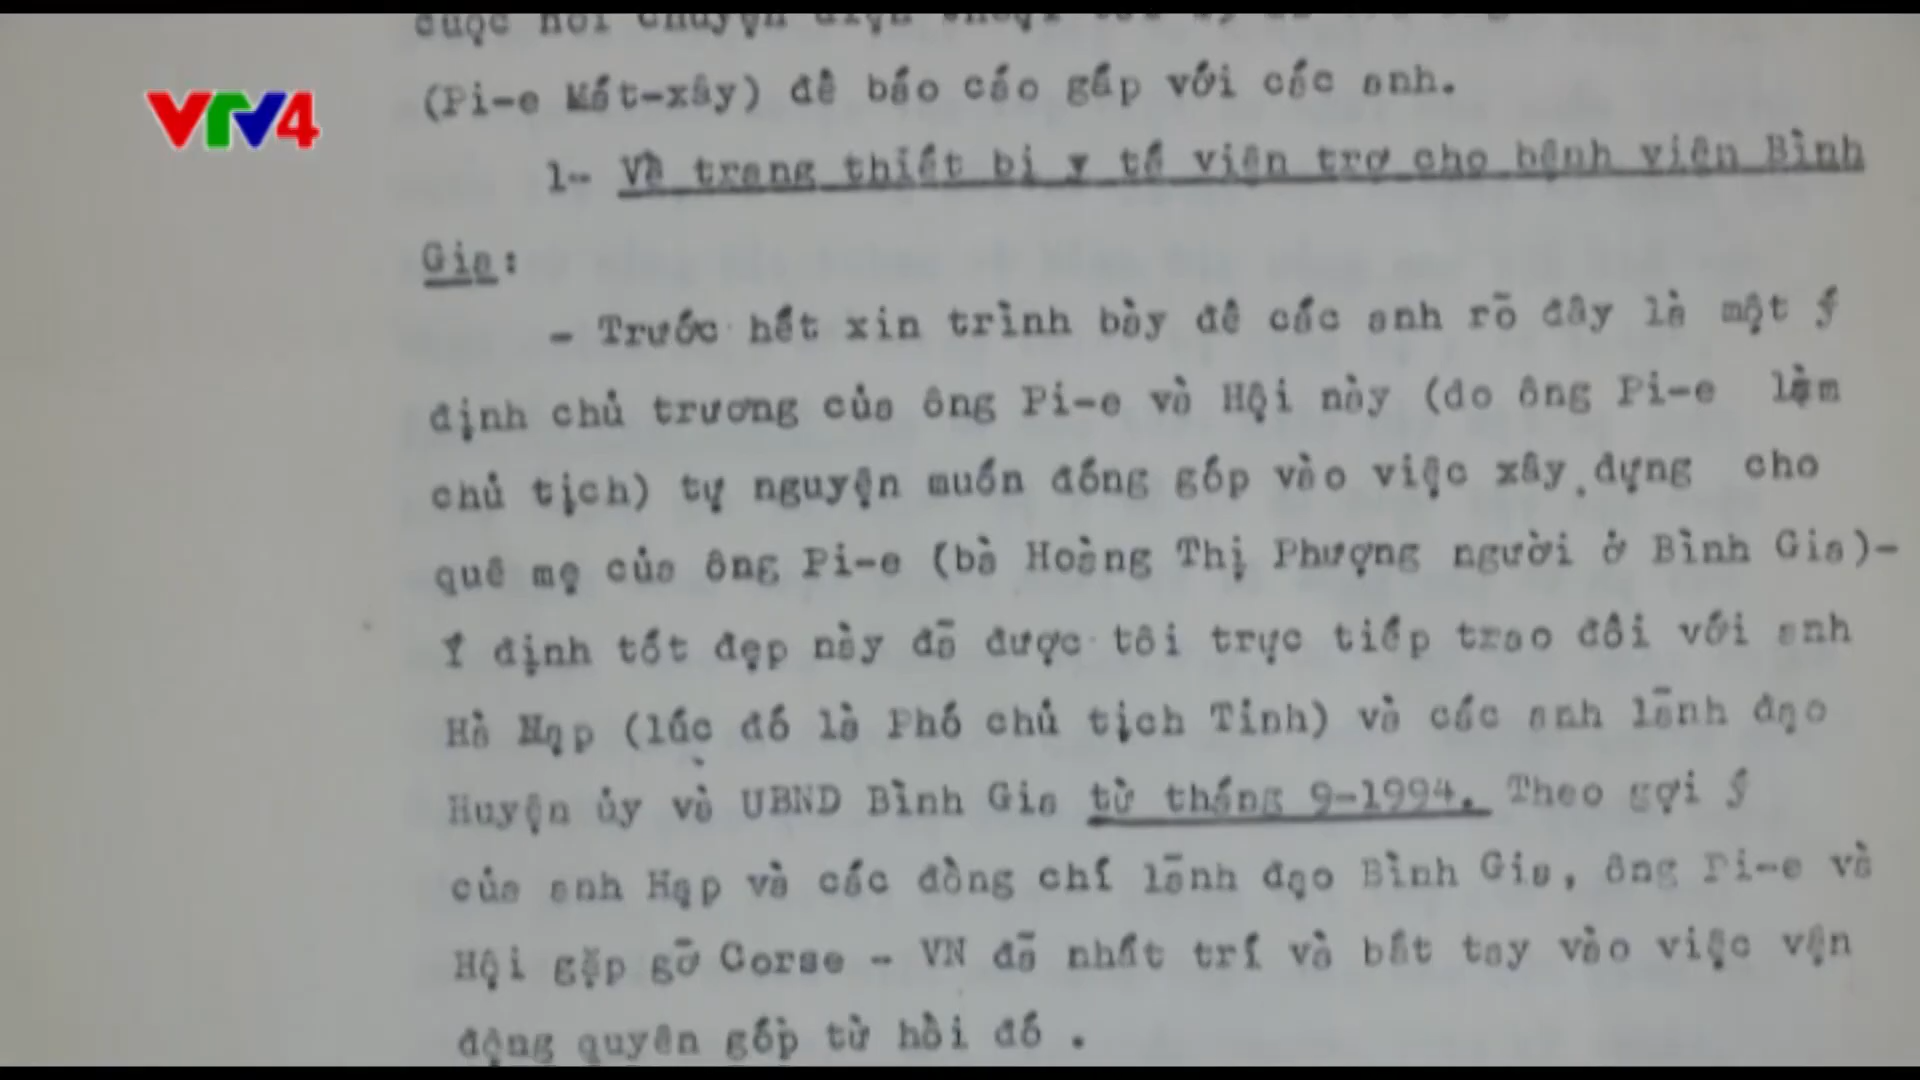 được nói chuyện điện thoại
(Pi-e Mát-xây) để báo cáo gấp với các anh.
VTV4
1- Về trang thiết bị y tế viện trợ cho bệnh viện Bình
Gia:
- Trước hết xin trình bày để các anh rõ đây là một ý
định chủ trương của ông Pi-e và Hội này (do ông Pi-e làm
chủ tịch) tự nguyện muốn đóng góp vào việc xây dựng cho
quê mẹ của ông Pi-e (bà Hoàng Thị Phượng người ở Bình Gia)-
Ý định tốt đẹp này đã được tôi trực tiếp trao đổi với anh
Hà Hạp (lúc đó là Phó chủ tịch Tỉnh) và các anh lãnh đạo
Huyện ủy và UBND Bình Gia từ tháng 9-1994. Theo gợi ý
của anh Hạp và các đồng chí lãnh đạo Bình Gia, ông Pi-e và
Hội gặp gỡ Corse - VN đã nhất trí và bắt tay vào việc vận
động quyên góp từ hồi đó .